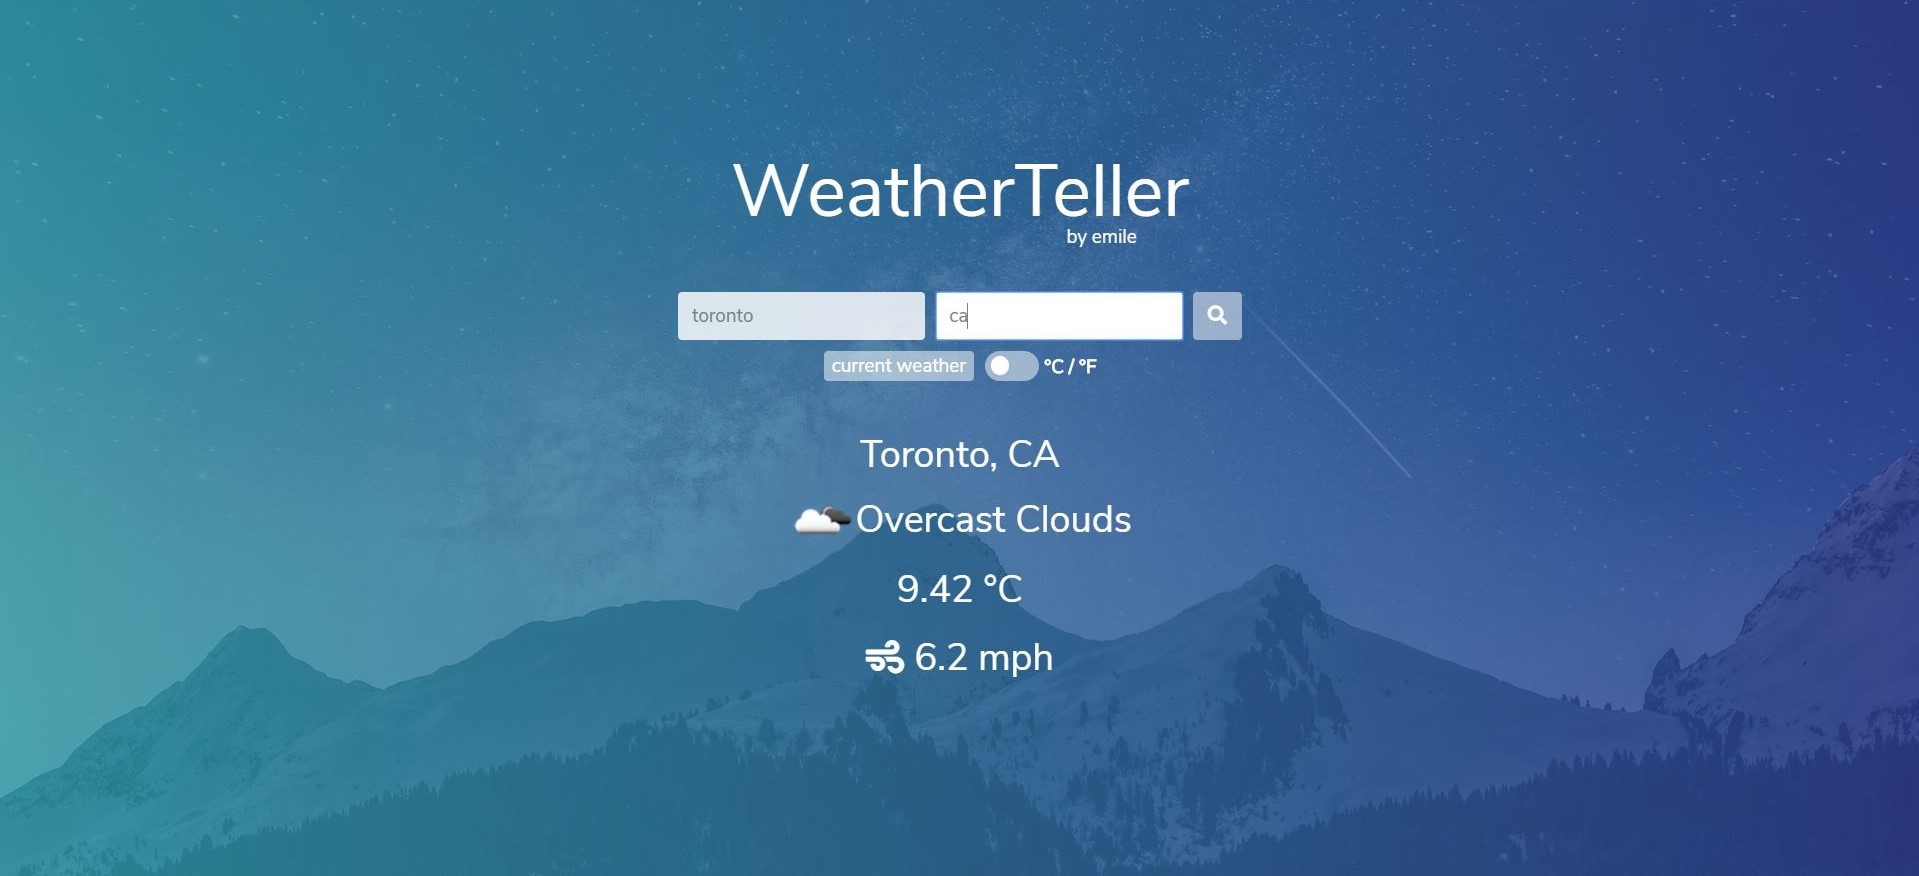 WeatherTeller
by emile
toronto
ca
current weather °C / °F
Toronto, CA
Overcast Clouds
9.42 °C
6.2 mph